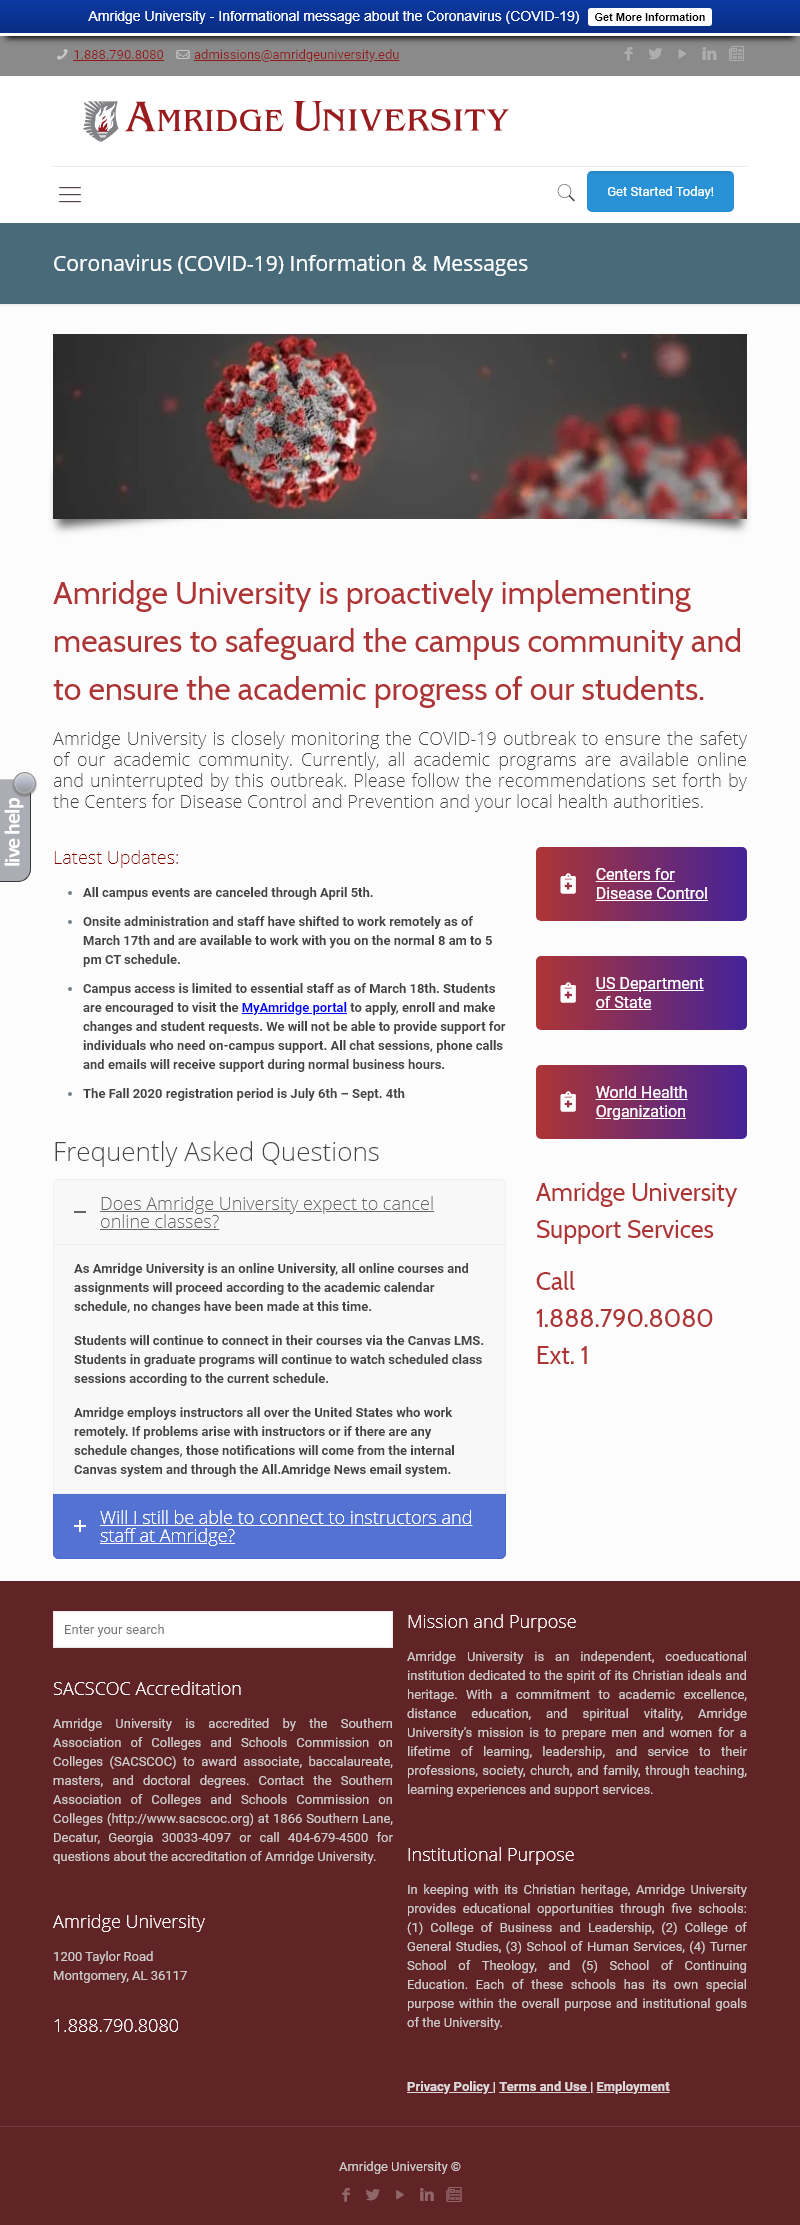 Amridge University - Informational message about the Coronavirus (COVID-19) Get More Information
1.888.790.8080 admissions@amridgeuniversity.edu
AMRIDGE UNIVERSITY
Get Started Today!
Coronavirus (COVID-19) Information & Messages
Amridge University is proactively implementing
measures to safeguard the campus community and
to ensure the academic progress of our students.
Amridge University is closely monitoring the COVID-19 outbreak to ensure the safety
of our academic community. Currently, all academic programs are available online
and uninterrupted by this outbreak. Please follow the recommendations set forth by
the Centers for Disease Control and Prevention and your local health authorities.
live help
Latest Updates:
All campus events are canceled through April 5th.
Onsite administration and staff have shifted to work remotely as of
March 17th and are available to work with you on the normal 8 am to 5
pm CT schedule.
Campus access is limited to essential staff as of March 18th. Students
are encouraged to visit the MyAmridge portal to apply, enroll and make
changes and student requests. We will not be able to provide support for
individuals who need on-campus support. All chat sessions, phone calls
and emails will receive support during normal business hours.
The Fall 2020 registration period is July 6th – Sept. 4th
Centers for
Disease Control
US Department
of State
World Health
Organization
Amridge University
Support Services
Call
1.888.790.8080
Ext. 1
Frequently Asked Questions
Does Amridge University expect to cancel
online classes?
As Amridge University is an online University, all online courses and
assignments will proceed according to the academic calendar
schedule, no changes have been made at this time.
Students will continue to connect in their courses via the Canvas LMS.
Students in graduate programs will continue to watch scheduled class
sessions according to the current schedule.
Amridge employs instructors all over the United States who work
remotely. If problems arise with instructors or if there are any
schedule changes, those notifications will come from the internal
Canvas system and through the All.Amridge News email system.
Will I still be able to connect to instructors and
staff at Amridge?
Enter your search
SACSCOC Accreditation
Amridge University is accredited by the Southern
Association of Colleges and Schools Commission on
Colleges (SACSCOC) to award associate, baccalaureate,
masters, and doctoral degrees. Contact the Southern
Association of Colleges and Schools Commission on
Colleges (http://www.sacscoc.org) at 1866 Southern Lane,
Decatur, Georgia 30033-4097 or call 404-679-4500 for
questions about the accreditation of Amridge University.
Amridge University
1200 Taylor Road
Montgomery, AL 36117
1.888.790.8080
Mission and Purpose
Amridge University is an independent, coeducational
institution dedicated to the spirit of its Christian ideals and
heritage. With a commitment to academic excellence,
distance education, and spiritual vitality, Amridge
University’s mission is to prepare men and women for a
lifetime of learning, leadership, and service to their
professions, society, church, and family, through teaching,
learning experiences and support services.
Institutional Purpose
In keeping with its Christian heritage, Amridge University
provides educational opportunities through five schools:
(1) College of Business and Leadership, (2) College of
General Studies, (3) School of Human Services, (4) Turner
School of Theology, and (5) School of Continuing
Education. Each of these schools has its own special
purpose within the overall purpose and institutional goals
of the University.
Privacy Policy | Terms and Use | Employment
Amridge University ©